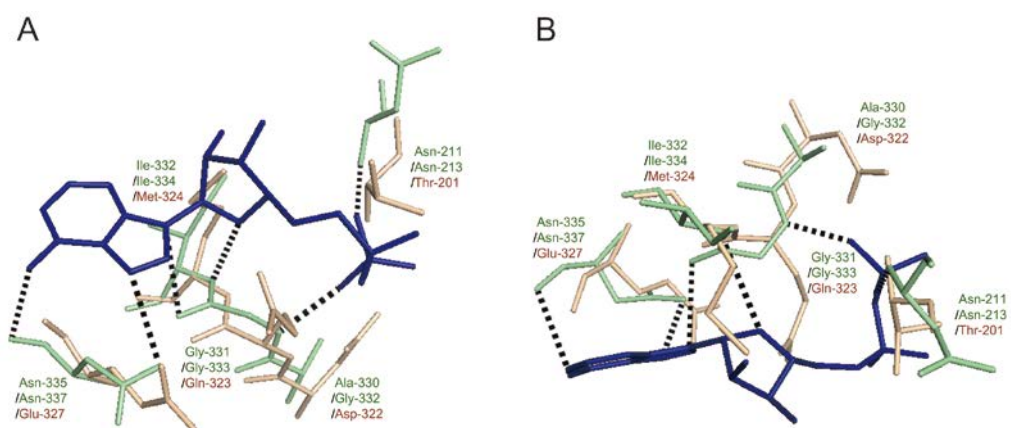 A
Ile-332
/Ile-334
/Met-324
Asn-211
/Asn-213
/Thr-201
Asn-335
/Asn-337
/Glu-327
Gly-331
/Gly-333
/Gln-323
Ala-330
/Gly-332
/Asp-322
B
Ala-330
/Gly-332
/Asp-322
Ile-332
/Ile-334
/Met-324
Asn-335
/Asn-337
/Glu-327
Gly-331
/Gly-333
/Gln-323
Asn-211
/Asn-213
/Thr-201